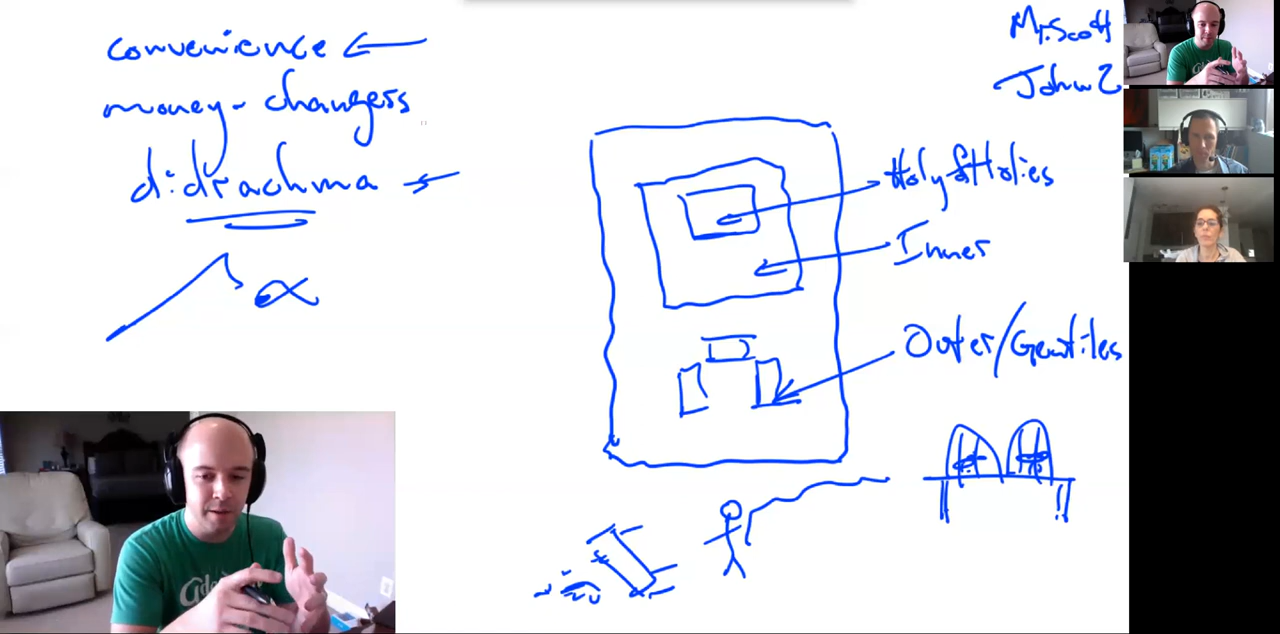 convenience
money-changers
didrachma
∝
Mr. Scott
John 2
Holy of Holies
Inner
Outer/Gentiles